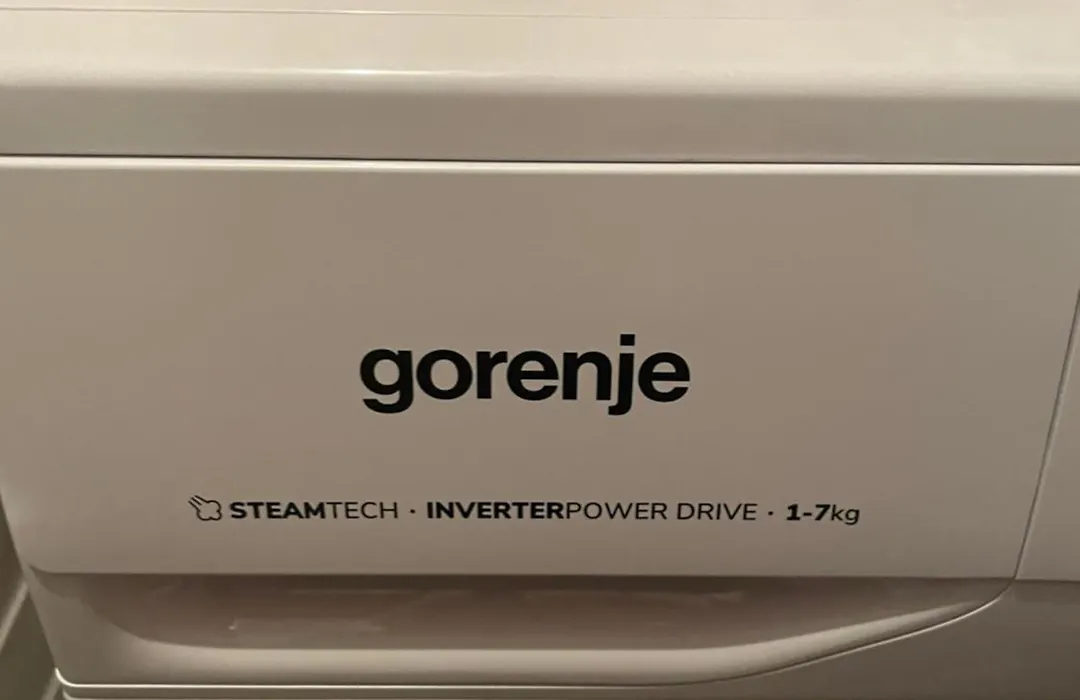 gorenje
STEAMTECH · INVERTERPOWER DRIVE · 1-7kg